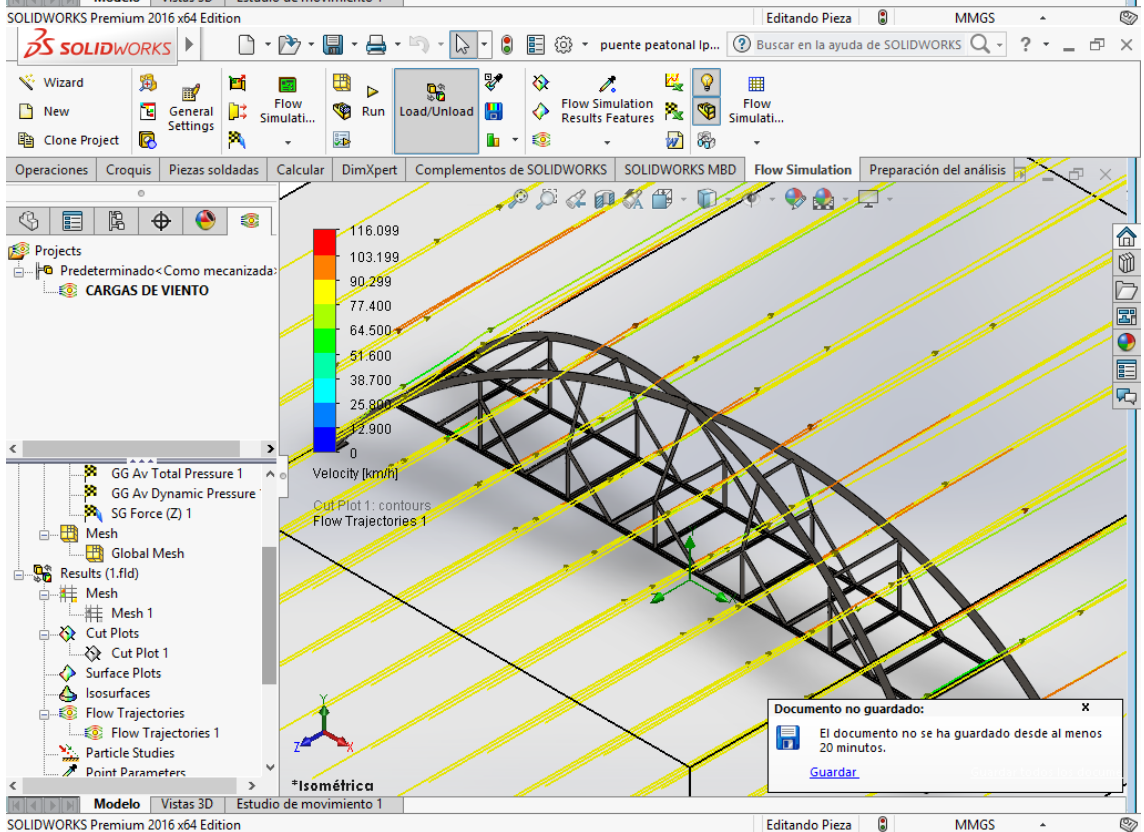 Modelo Vistas 3D Estudio de movimiento 1
SOLIDWORKS Premium 2016 x64 Edition Editando Pieza MMGS
SOLIDWORKS puente peatonal lp... Buscar en la ayuda de SOLIDWORKS ?
Wizard
New
Clone Project
General
Settings
Flow
Simulati...
Run
Load/Unload
Flow Simulation
Results Features
Flow
Simulati...
Operaciones Croquis Piezas soldadas Calcular DimXpert Complementos de SOLIDWORKS SOLIDWORKS MBD Flow Simulation Preparación del análisis
Projects
Predeterminado<Como mecanizada>
CARGAS DE VIENTO
116.099
103.199
90.299
77.400
64.500
51.600
38.700
25.800
12.900
0
Velocity [km/h]
Cut Plot 1: contours
Flow Trajectories 1
GG Av Total Pressure 1
GG Av Dynamic Pressure
SG Force (Z) 1
Mesh
Global Mesh
Results (1.fld)
Mesh
Mesh 1
Cut Plots
Cut Plot 1
Surface Plots
Isosurfaces
Flow Trajectories
Flow Trajectories 1
Particle Studies
Point Parameters
Y
Z
X
*Isométrica
Documento no guardado: x
El documento no se ha guardado desde al menos
20 minutos.
Guardar
Modelo Vistas 3D Estudio de movimiento 1
SOLIDWORKS Premium 2016 x64 Edition Editando Pieza MMGS